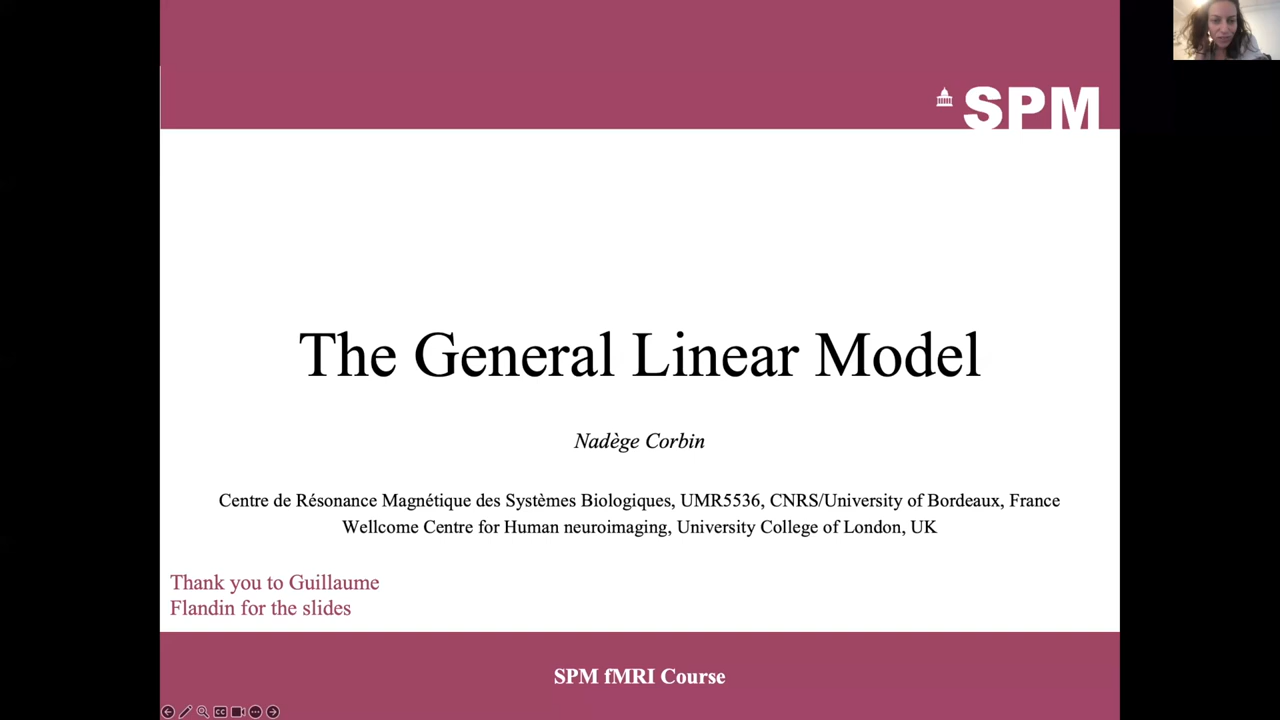 SPM
The General Linear Model
Nadège Corbin
Centre de Résonance Magnétique des Systèmes Biologiques, UMR5536, CNRS/University of Bordeaux, France
Wellcome Centre for Human neuroimaging, University College of London, UK
Thank you to Guillaume
Flandin for the slides
SPM fMRI Course
CC